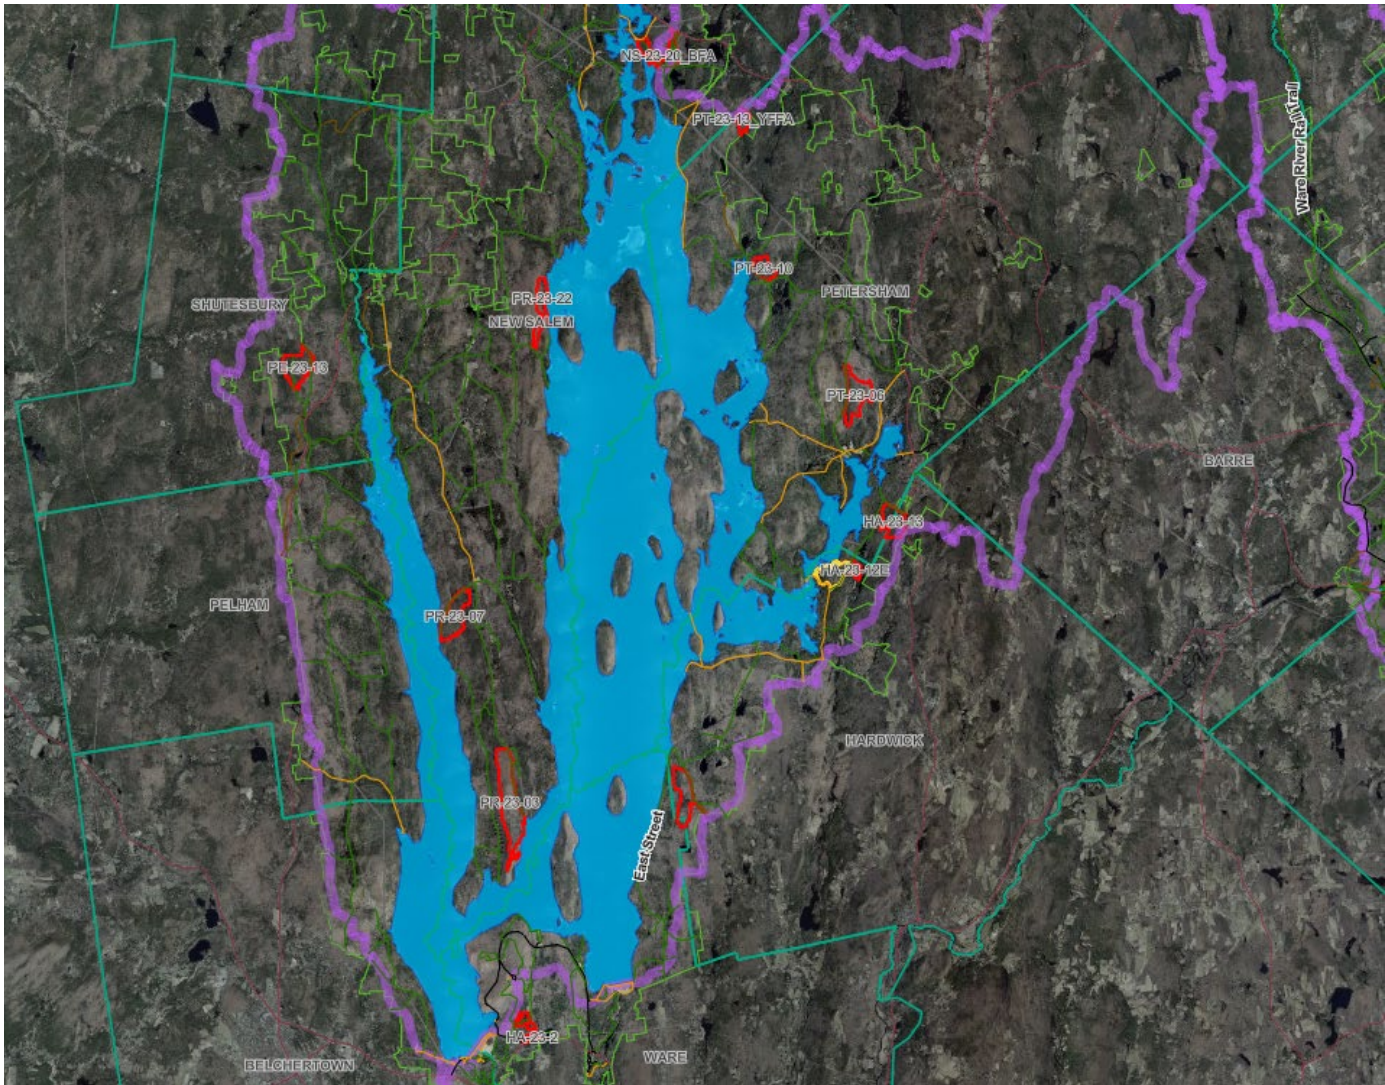 NS-23-20_BFA
PT-23-13_YFFA
Ware River Rail Trail
PT-23-10
PETERSHAM
SHUTESBURY
PR-23-22
NEW SALEM
PE-23-13
PT-23-06
BARRE
HA-23-13
HA-23-12E
PELHAM
PR-23-07
HARDWICK
PR-23-03
East Street
HA-23-2
WARE
BELCHERTOWN